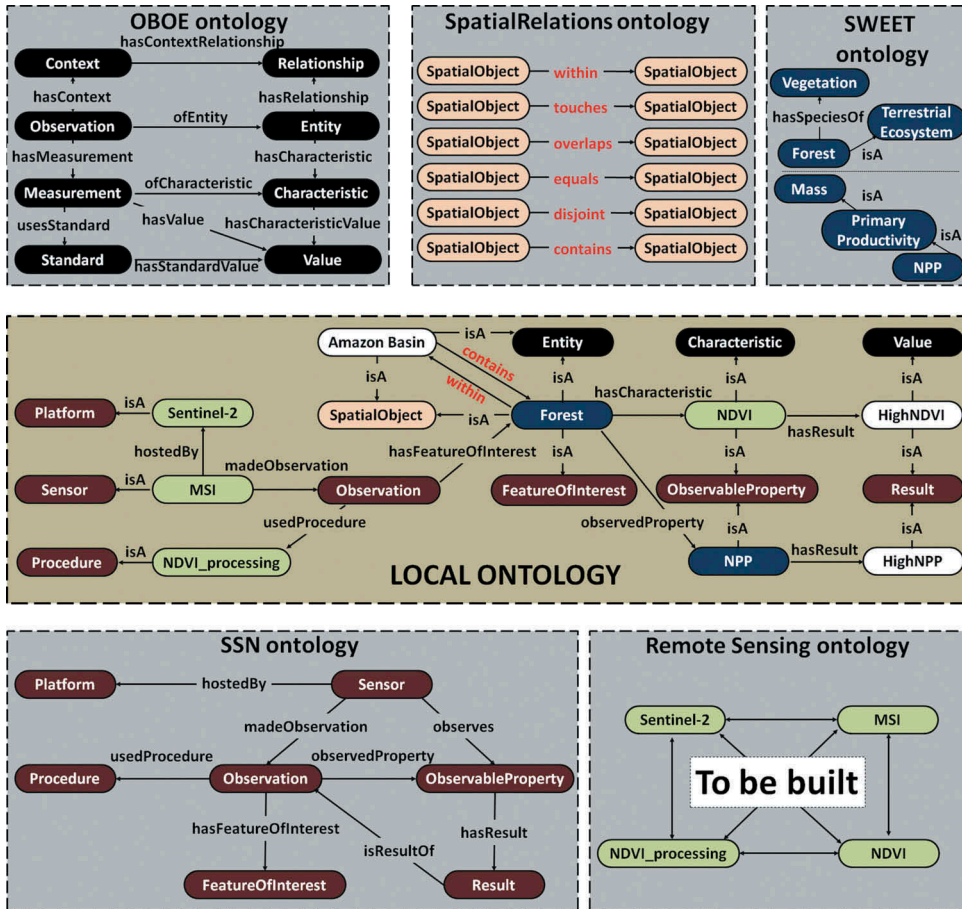 OBOE ontology
hasContextRelationship
Context
Relationship
hasContext
hasRelationship
Observation
ofEntity
Entity
hasMeasurement
hasCharacteristic
Measurement
ofCharacteristic
Characteristic
usesStandard
hasValue
hasCharacteristicValue
Standard
hasStandardValue
Value
SpatialRelations ontology
SpatialObject
within
SpatialObject
SpatialObject
touches
SpatialObject
SpatialObject
overlaps
SpatialObject
SpatialObject
equals
SpatialObject
SpatialObject
disjoint
SpatialObject
SpatialObject
contains
SpatialObject
SWEET
ontology
Vegetation
hasSpeciesOf
Terrestrial
Ecosystem
Forest
isA
Mass
isA
Primary
Productivity
isA
NPP
Amazon Basin
isA
Entity
Characteristic
Value
contains
isA
within
isA
isA
isA
Platform
isA
Sentinel-2
SpatialObject
isA
Forest
hasCharacteristic
NDVI
hasResult
HighNDVI
hostedBy
madeObservation
hasFeatureOfInterest
isA
isA
isA
Sensor
isA
MSI
Observation
FeatureOfInterest
ObservableProperty
Result
usedProcedure
observedProperty
isA
isA
Procedure
isA
NDVI_processing
NPP
hasResult
HighNPP
LOCAL ONTOLOGY
SSN ontology
Platform
hostedBy
Sensor
madeObservation
observes
usedProcedure
observedProperty
Procedure
Observation
ObservableProperty
hasFeatureOfInterest
hasResult
isResultOf
FeatureOfInterest
Result
Remote Sensing ontology
Sentinel-2
MSI
To be built
NDVI_processing
NDVI